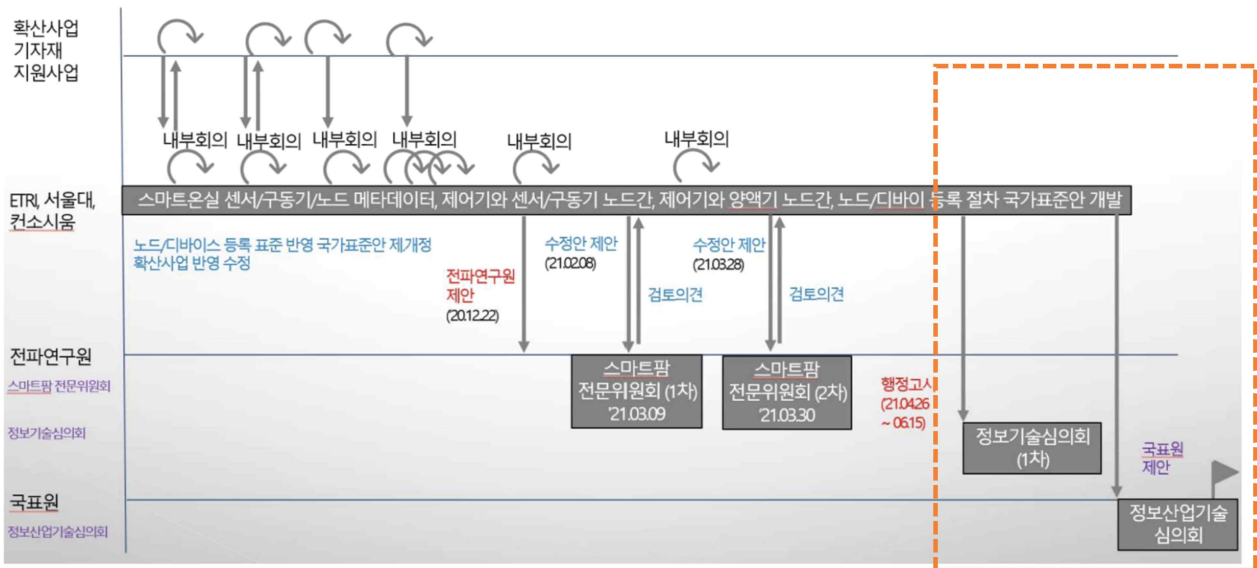 확산사업
기자재
지원사업
내부회의 내부회의 내부회의 내부회의 내부회의 내부회의
ETRI, 서울대,
컨소시움
스마트온실 센서/구동기/노드 메타데이터, 제어기와 센서/구동기 노드간, 제어기와 양액기 노드간, 노드/디바이 등록 절차 국가표준안 개발
노드/디바이스 등록 표준 반영 국가표준안 제개정
확산사업 반영 수정
전파연구원
제안
('20.12.22)
수정안 제안
('21.02.08)
검토의견
수정안 제안
('21.03.28)
검토의견
전파연구원
스마트팜 전문위원회
스마트팜
전문위원회 (1차)
'21.03.09
스마트팜
전문위원회 (2차)
'21.03.30
행정고시
('21.04.26
~ 06.15)
정보기술심의회
정보기술심의회
(1차)
국표원
제안
국표원
정보산업기술심의회
정보산업기술
심의회